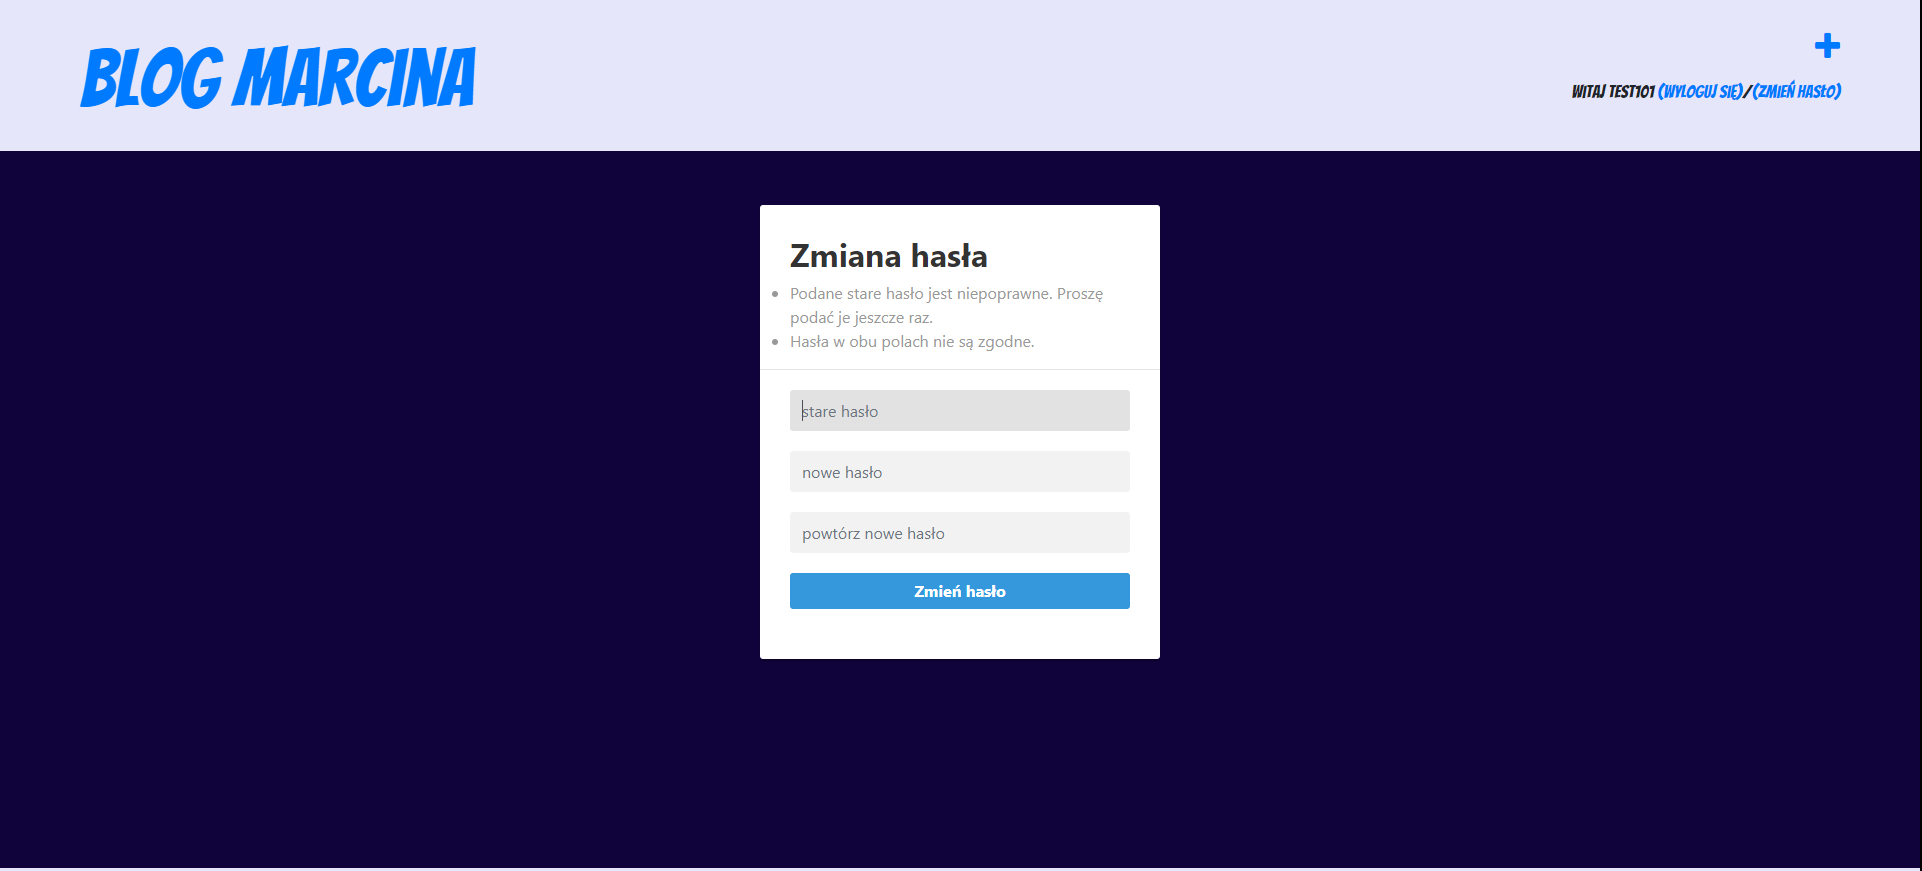 BLOG MARCINA
WITAJ TEST101 (WYLOGUJ SIĘ)/(ZMIEŃ HASŁO)
Zmiana hasła
Podane stare hasło jest niepoprawne. Proszę
podać je jeszcze raz.
Hasła w obu polach nie są zgodne.
stare hasło
nowe hasło
powtórz nowe hasło
Zmień hasło